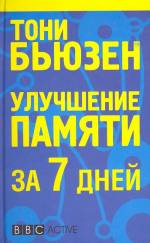 ТОНИ
БЬЮЗЕН
УЛУЧШЕНИЕ
ПАМЯТИ
ЗА 7 ДНЕЙ
BBC ACTIVE